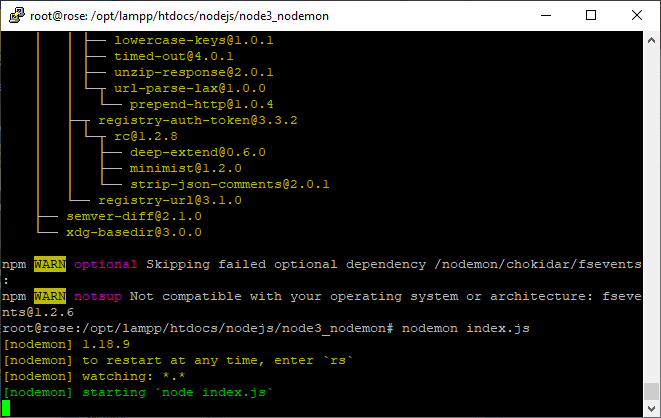 root@rose: /opt/lampp/htdocs/nodejs/node3_nodemon
│ │ ├── lowercase-keys@1.0.1
│ │ ├── timed-out@4.0.1
│ │ ├── unzip-response@2.0.1
│ │ └─┬ url-parse-lax@1.0.0
│ │   └── prepend-http@1.0.4
│ ├─┬ registry-auth-token@3.3.2
│ │ └─┬ rc@1.2.8
│ │   ├── deep-extend@0.6.0
│ │   ├── minimist@1.2.0
│ │   └── strip-json-comments@2.0.1
│ └── registry-url@3.1.0
├── semver-diff@2.1.0
└── xdg-basedir@3.0.0
npm WARN optional Skipping failed optional dependency /nodemon/chokidar/fsevents
:
npm WARN notsup Not compatible with your operating system or architecture: fseve
nts@1.2.6
root@rose:/opt/lampp/htdocs/nodejs/node3_nodemon# nodemon index.js
[nodemon] 1.18.9
[nodemon] to restart at any time, enter `rs`
[nodemon] watching: *.*
[nodemon] starting `node index.js`